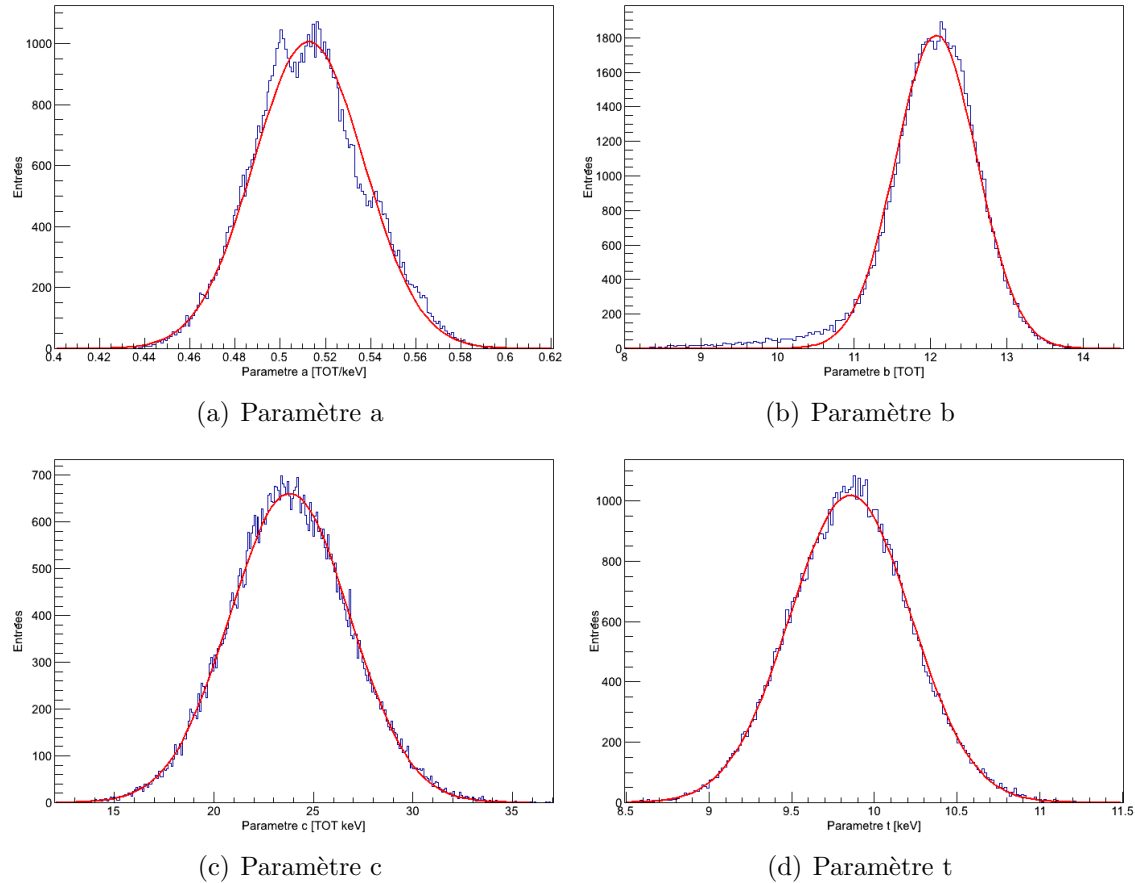 1000
800
600
400
200
0
Entrées
0.4 0.42 0.44 0.46 0.48 0.5 0.52 0.54 0.56 0.58 0.6 0.62
Parametre a [TOT/keV]
(a) Paramètre a
1800
1600
1400
1200
1000
800
600
400
200
0
Entrées
8 9 10 11 12 13 14
Parametre b [TOT]
(b) Paramètre b
700
600
500
400
300
200
100
0
Entrées
15 20 25 30 35
Parametre c [TOT keV]
(c) Paramètre c
1000
800
600
400
200
0
Entrées
8.5 9 9.5 10 10.5 11 11.5
Parametre t [keV]
(d) Paramètre t